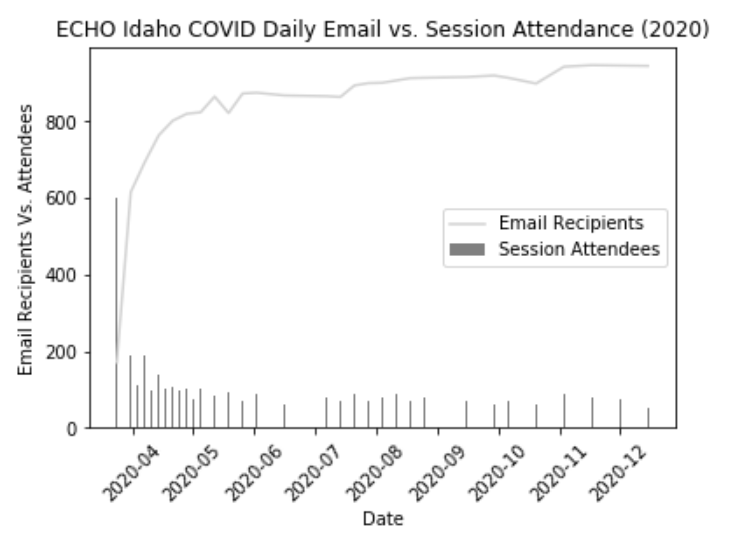 ECHO Idaho COVID Daily Email vs. Session Attendance (2020)
Email Recipients Vs. Attendees
800
600
400
200
0
Email Recipients
Session Attendees
2020-04
2020-05
2020-06
2020-07
2020-08
2020-09
2020-10
2020-11
2020-12
Date